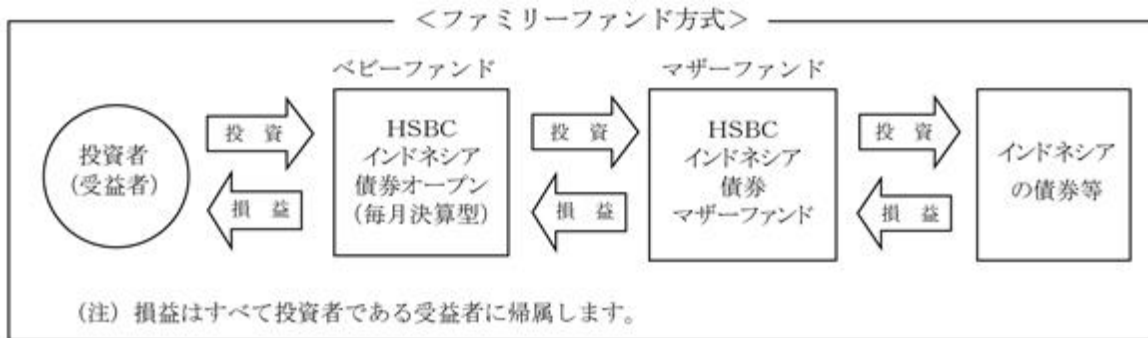 ＜ファミリーファンド方式＞
ベビーファンド
マザーファンド
投資者
(受益者)
投 資
損 益
HSBC
インドネシア
債券オープン
(毎月決算型)
投 資
損 益
HSBC
インドネシア
債券
マザーファンド
投 資
損 益
インドネシア
の債券等
(注) 損益はすべて投資者である受益者に帰属します。